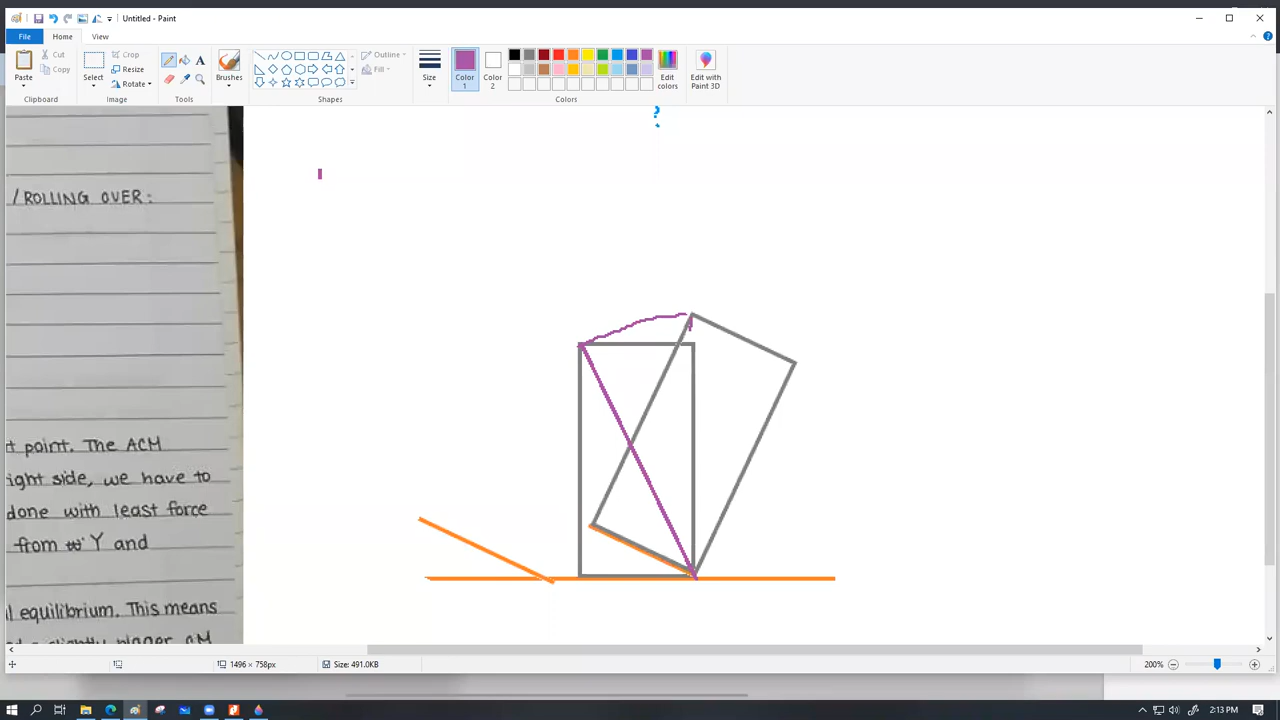 Untitled - Paint
File
Home
View
Paste
Cut
Copy
Clipboard
Select
Crop
Resize
Rotate
Image
A
Tools
Brushes
Shapes
Outline
Fill
Size
Color
1
Color
2
Edit
colors
Edit with
Paint 3D
Colors
?
/ROLLING OVER:
t point. The ACM
ight side, we have to
done with least force
from Y and
l equilibrium. This means
1496 × 758px
Size: 491.0KB
200%
2:13 PM